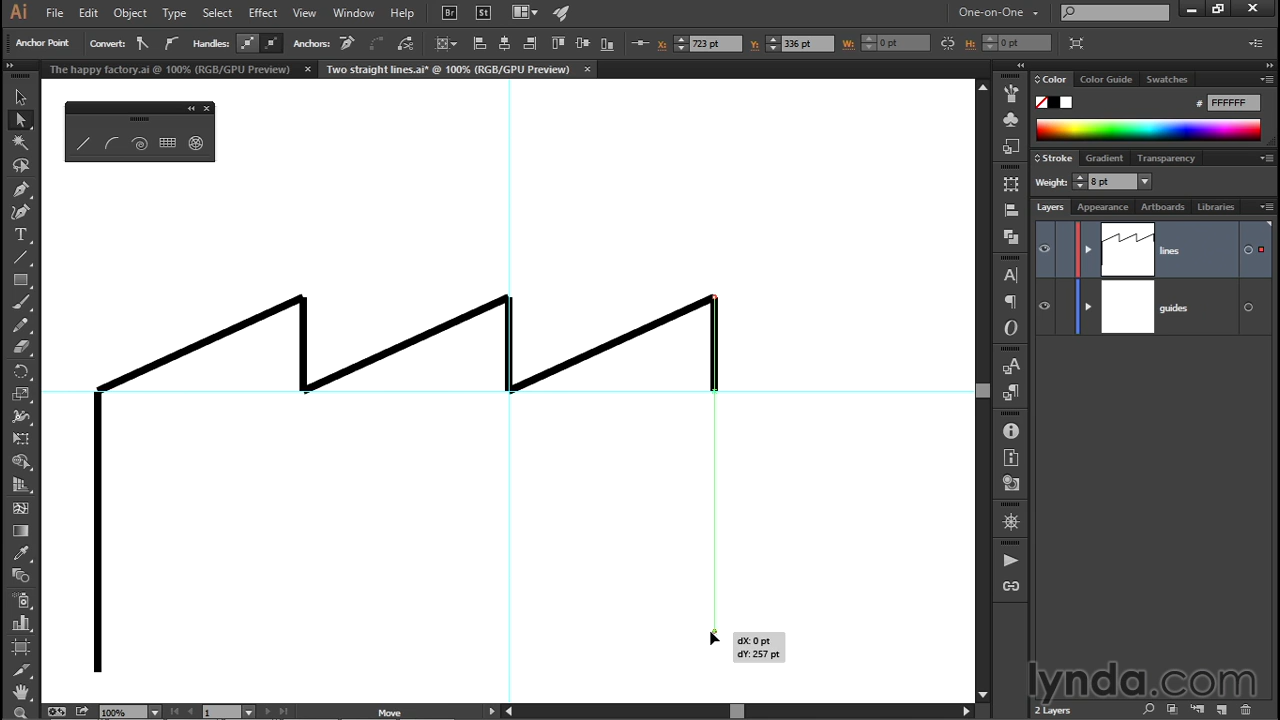 Ai File Edit Object Type Select Effect View Window Help Br St One-on-One
Anchor Point Convert: Handles: Anchors: X: 723 pt Y: 336 pt W: 0 pt H: 0 pt
The happy factory.ai @ 100% (RGB/GPU Preview) × Two straight lines.ai* @ 100% (RGB/GPU Preview) ×
Color Color Guide Swatches
# FFFFFF
Stroke Gradient Transparency
Weight: 8 pt
Layers Appearance Artboards Libraries
lines
guides
dX: 0 pt
dY: 257 pt
lynda.com
100% 1 Move 2 Layers